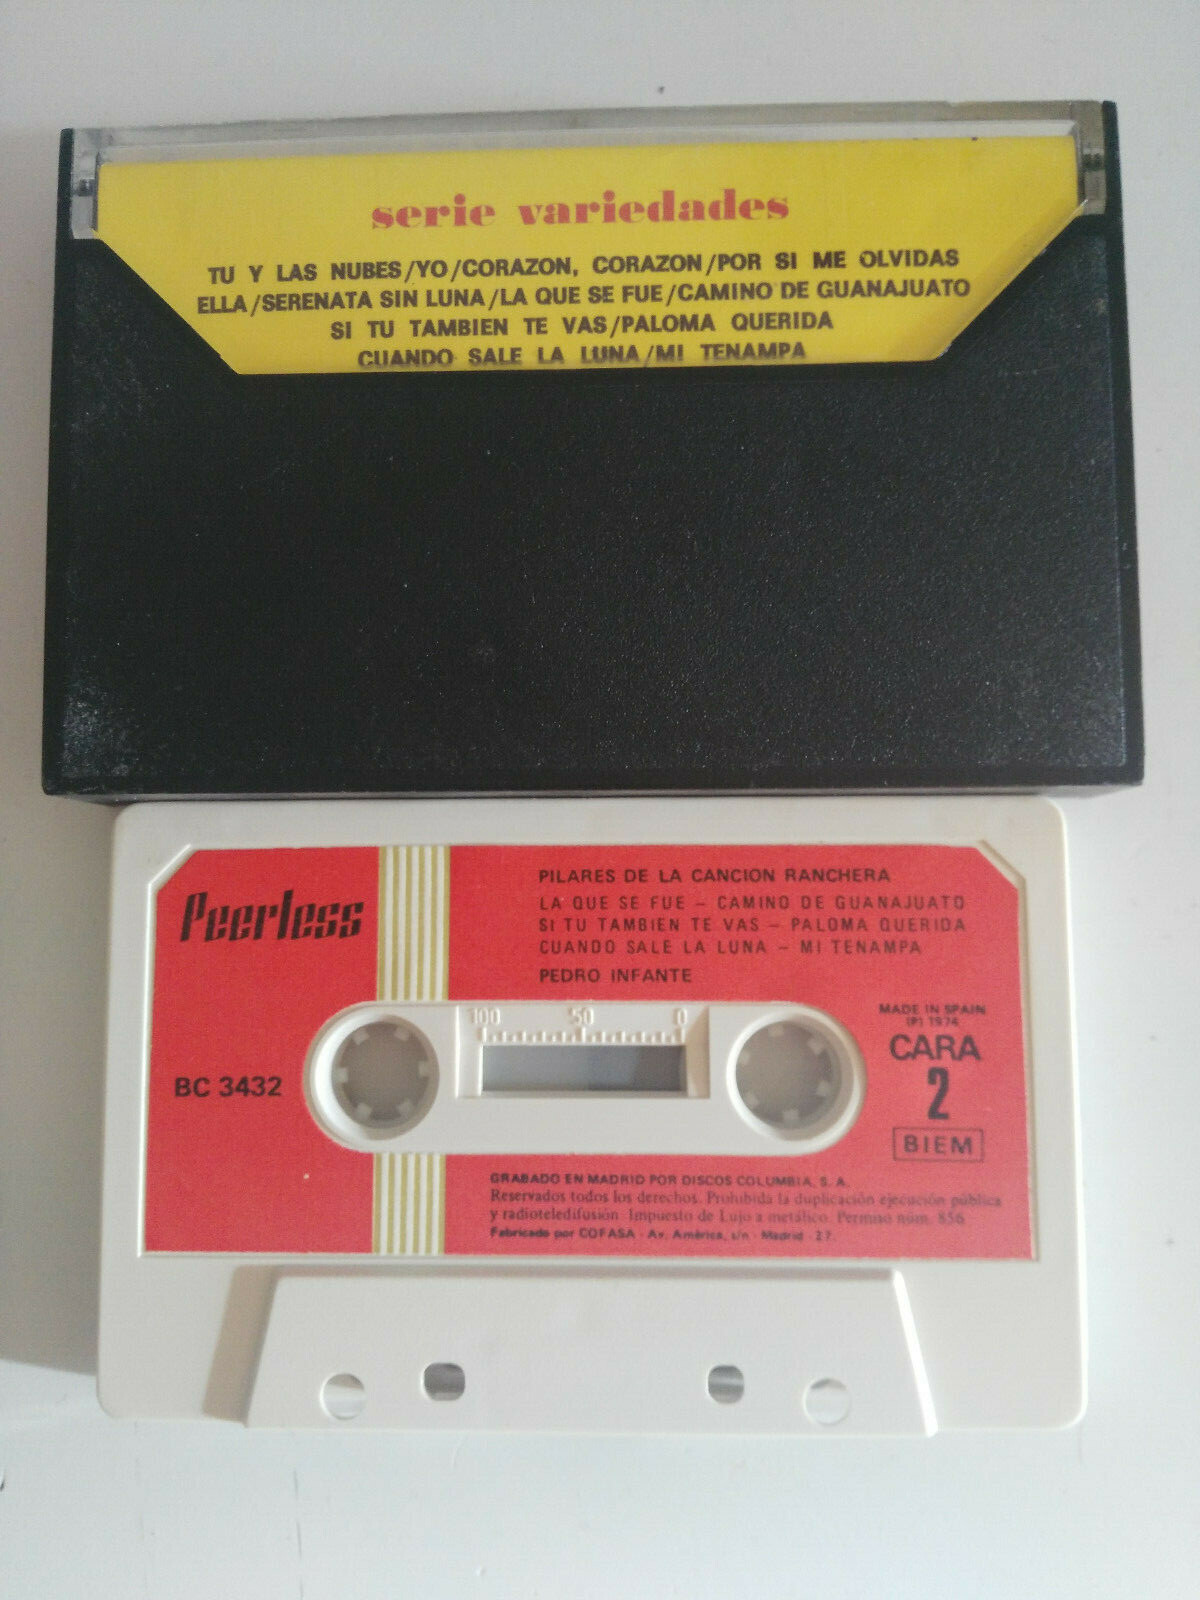 serie variedades
TU Y LAS NUBES/YO/CORAZON, CORAZON/POR SI ME OLVIDAS
ELLA/SERENATA SIN LUNA/LA QUE SE FUE/CAMINO DE GUANAJUATO
SI TU TAMBIEN TE VAS/PALOMA QUERIDA
CUANDO SALE LA LUNA/MI TENAMPA
Peerless
PILARES DE LA CANCION RANCHERA
LA QUE SE FUE - CAMINO DE GUANAJUATO
SI TU TAMBIEN TE VAS - PALOMA QUERIDA
CUANDO SALE LA LUNA - MI TENAMPA
PEDRO INFANTE
100 50 0
MADE IN SPAIN
(P) 1974
CARA
2
BIEM
BC 3432
GRABADO EN MADRID POR DISCOS COLUMBIA, S. A.
Reservados todos los derechos. Prohibida la duplicación ejecución pública
y radioteledifusión. Impuesto de Lujo a metálico. Permiso núm. 856
Fabricado por COFASA - Av. América, s/n - Madrid - 27.